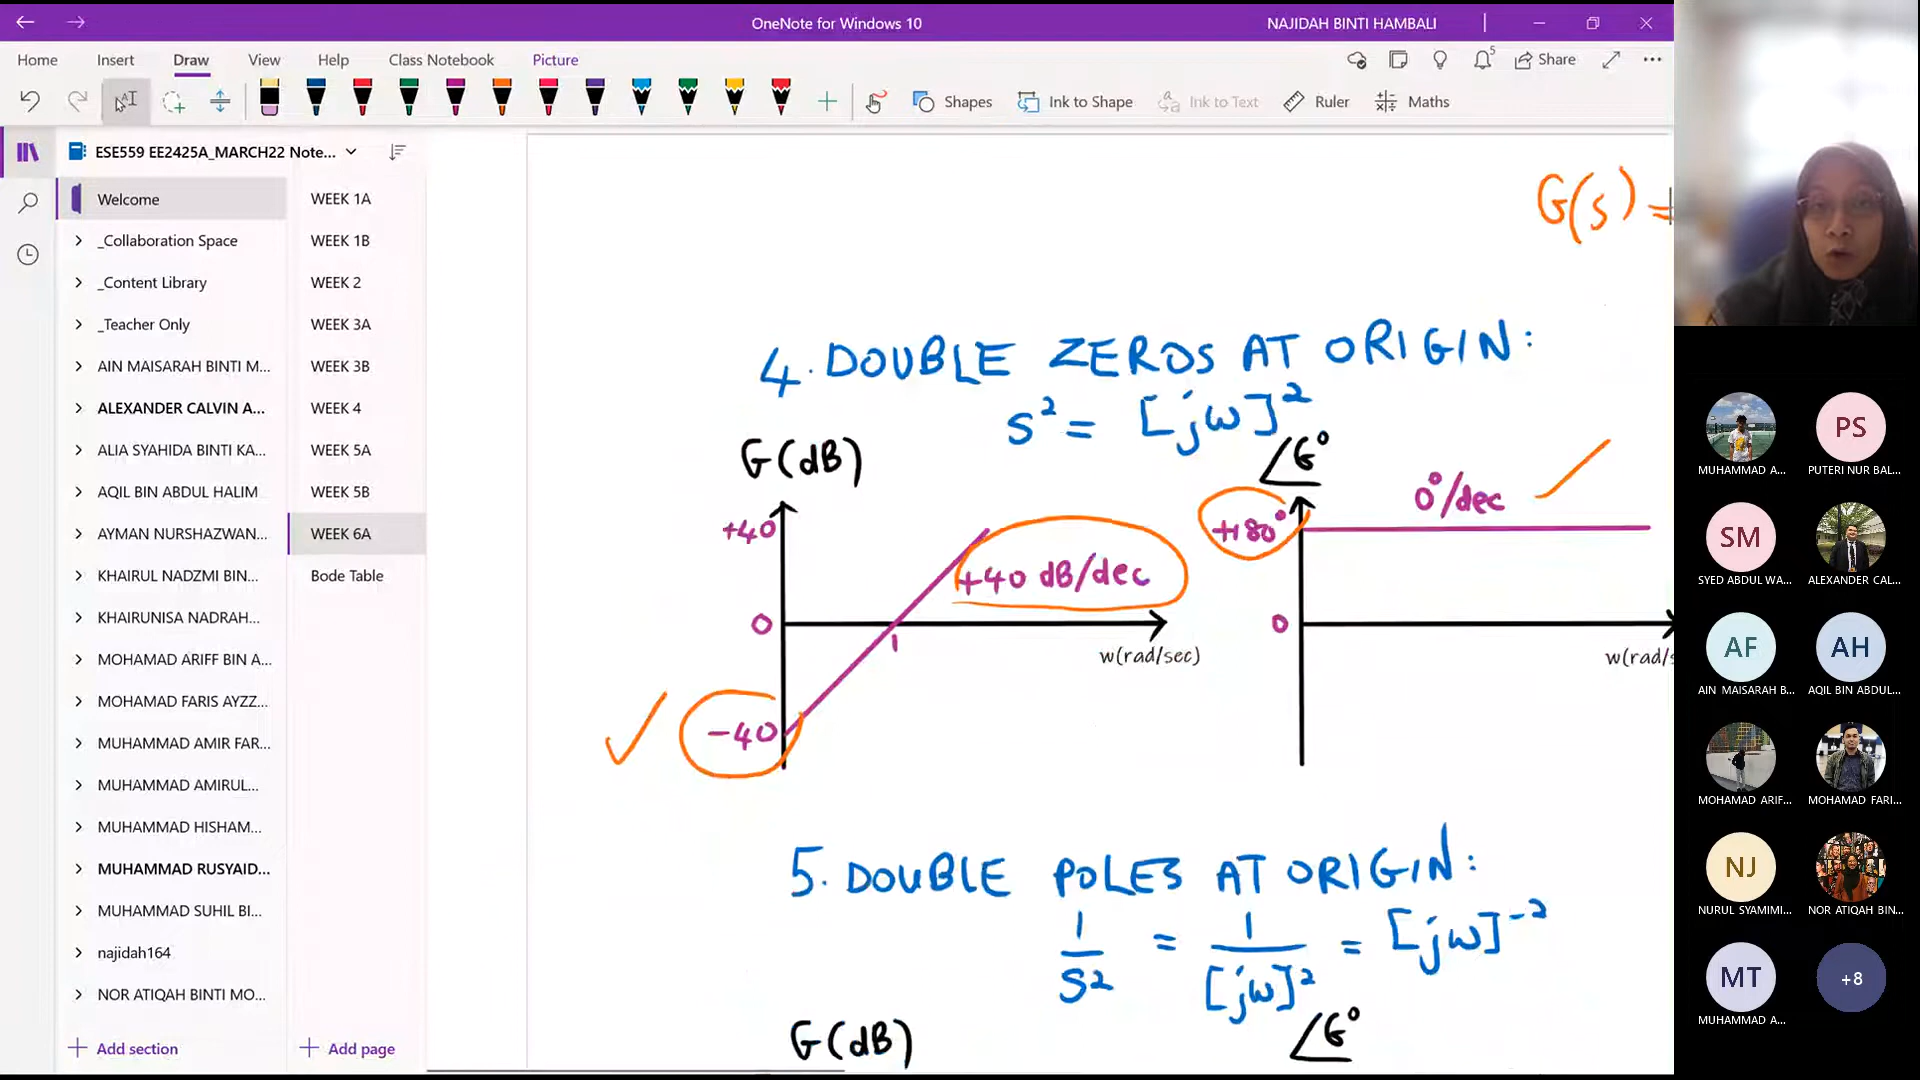 OneNote for Windows 10
NAJIDAH BINTI HAMBALI
Home Insert Draw View Help Class Notebook Picture
5
Share
Shapes
Ink to Shape
Ink to Text
Ruler
Maths
ESE559 EE2425A_MARCH22 Note...
Welcome
_Collaboration Space
_Content Library
_Teacher Only
AIN MAISARAH BINTI M...
ALEXANDER CALVIN A...
ALIA SYAHIDA BINTI KA...
AQIL BIN ABDUL HALIM
AYMAN NURSHAZWAN...
KHAIRUL NADZMI BIN...
KHAIRUNISA NADRAH...
MOHAMAD ARIFF BIN A...
MOHAMAD FARIS AYZZ...
MUHAMMAD AMIR FAR...
MUHAMMAD AMIRUL...
MUHAMMAD HISHAM...
MUHAMMAD RUSYAID...
MUHAMMAD SUHIL BI...
najidah164
NOR ATIQAH BINTI MO...
Add section
WEEK 1A
WEEK 1B
WEEK 2
WEEK 3A
WEEK 3B
WEEK 4
WEEK 5A
WEEK 5B
WEEK 6A
Bode Table
Add page
G(s) =
4. DOUBLE ZEROS AT ORIGIN:
s² = [jω]²
G(dB)
+40
+40 dB/dec
0
1
w(rad/sec)
-40
∠G°
+180°
0°/dec
0
w(rad/s
5. DOUBLE POLES AT ORIGIN:
1/s² = 1/[jω]² = [jω]⁻²
G(dB)
∠G°
MUHAMMAD A...
PS
PUTERI NUR BAL...
SM
SYED ABDUL WA...
ALEXANDER CAL...
AF
AIN MAISARAH B...
AH
AQIL BIN ABDUL...
MOHAMAD ARIF...
MOHAMAD FARI...
NJ
NURUL SYAMIMI...
NOR ATIQAH BIN...
MT
MUHAMMAD A...
+8